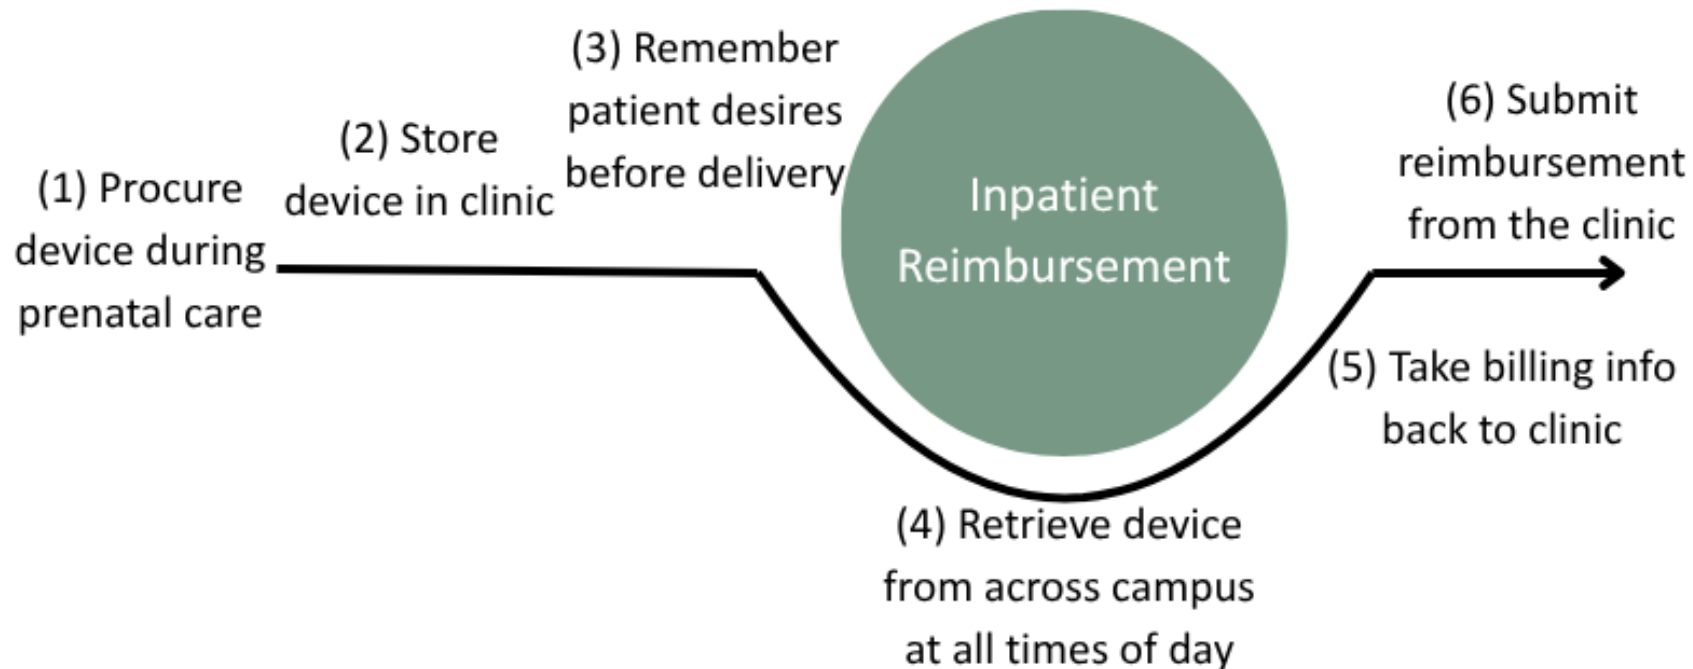 (1) Procure
device during
prenatal care
(2) Store
device in clinic
(3) Remember
patient desires
before delivery
Inpatient
Reimbursement
(4) Retrieve device
from across campus
at all times of day
(5) Take billing info
back to clinic
(6) Submit
reimbursement
from the clinic